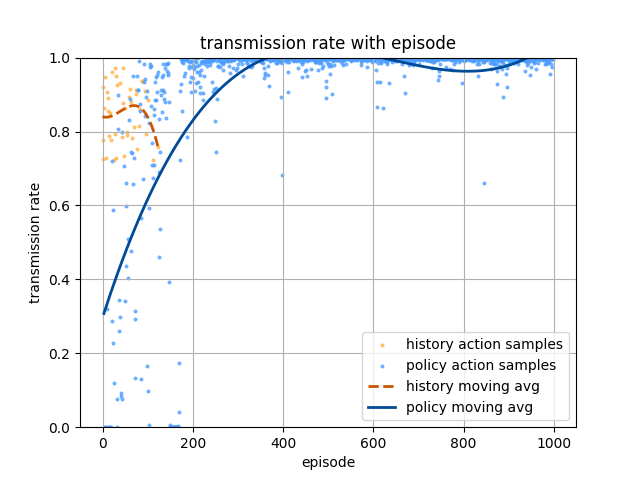 transmission rate with episode
1.0
0.8
0.6
0.4
0.2
0.0
transmission rate
0 200 400 600 800 1000
episode
history action samples
policy action samples
history moving avg
policy moving avg